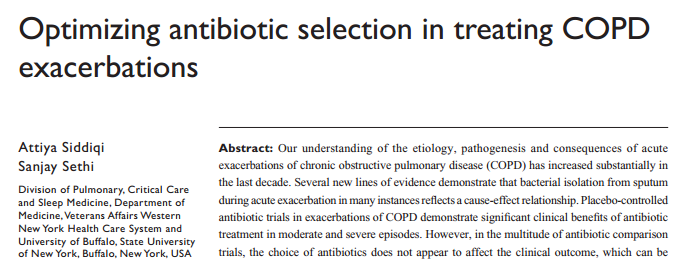 Optimizing antibiotic selection in treating COPD
exacerbations
Attiya Siddiqi
Sanjay Sethi
Division of Pulmonary, Critical Care
and Sleep Medicine, Department of
Medicine, Veterans Affairs Western
New York Health Care System and
University of Buffalo, State University
of New York, Buffalo, New York, USA
Abstract: Our understanding of the etiology, pathogenesis and consequences of acute
exacerbations of chronic obstructive pulmonary disease (COPD) has increased substantially in
the last decade. Several new lines of evidence demonstrate that bacterial isolation from sputum
during acute exacerbation in many instances reflects a cause-effect relationship. Placebo-controlled
antibiotic trials in exacerbations of COPD demonstrate significant clinical benefits of antibiotic
treatment in moderate and severe episodes. However, in the multitude of antibiotic comparison
trials, the choice of antibiotics does not appear to affect the clinical outcome, which can be